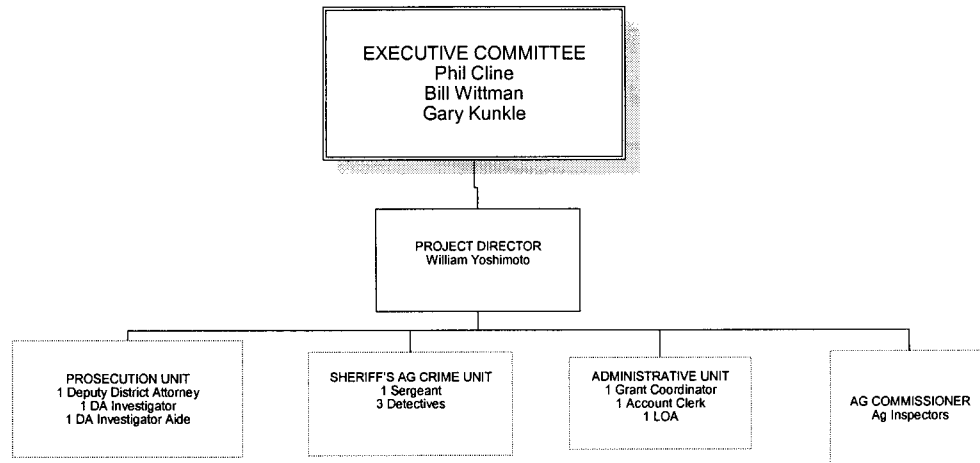 EXECUTIVE COMMITTEE
Phil Cline
Bill Wittman
Gary Kunkle
PROJECT DIRECTOR
William Yoshimoto
PROSECUTION UNIT
1 Deputy District Attorney
1 DA Investigator
1 DA Investigator Aide
SHERIFF'S AG CRIME UNIT
1 Sergeant
3 Detectives
ADMINISTRATIVE UNIT
1 Grant Coordinator
1 Account Clerk
1 LOA
AG COMMISSIONER
Ag Inspectors